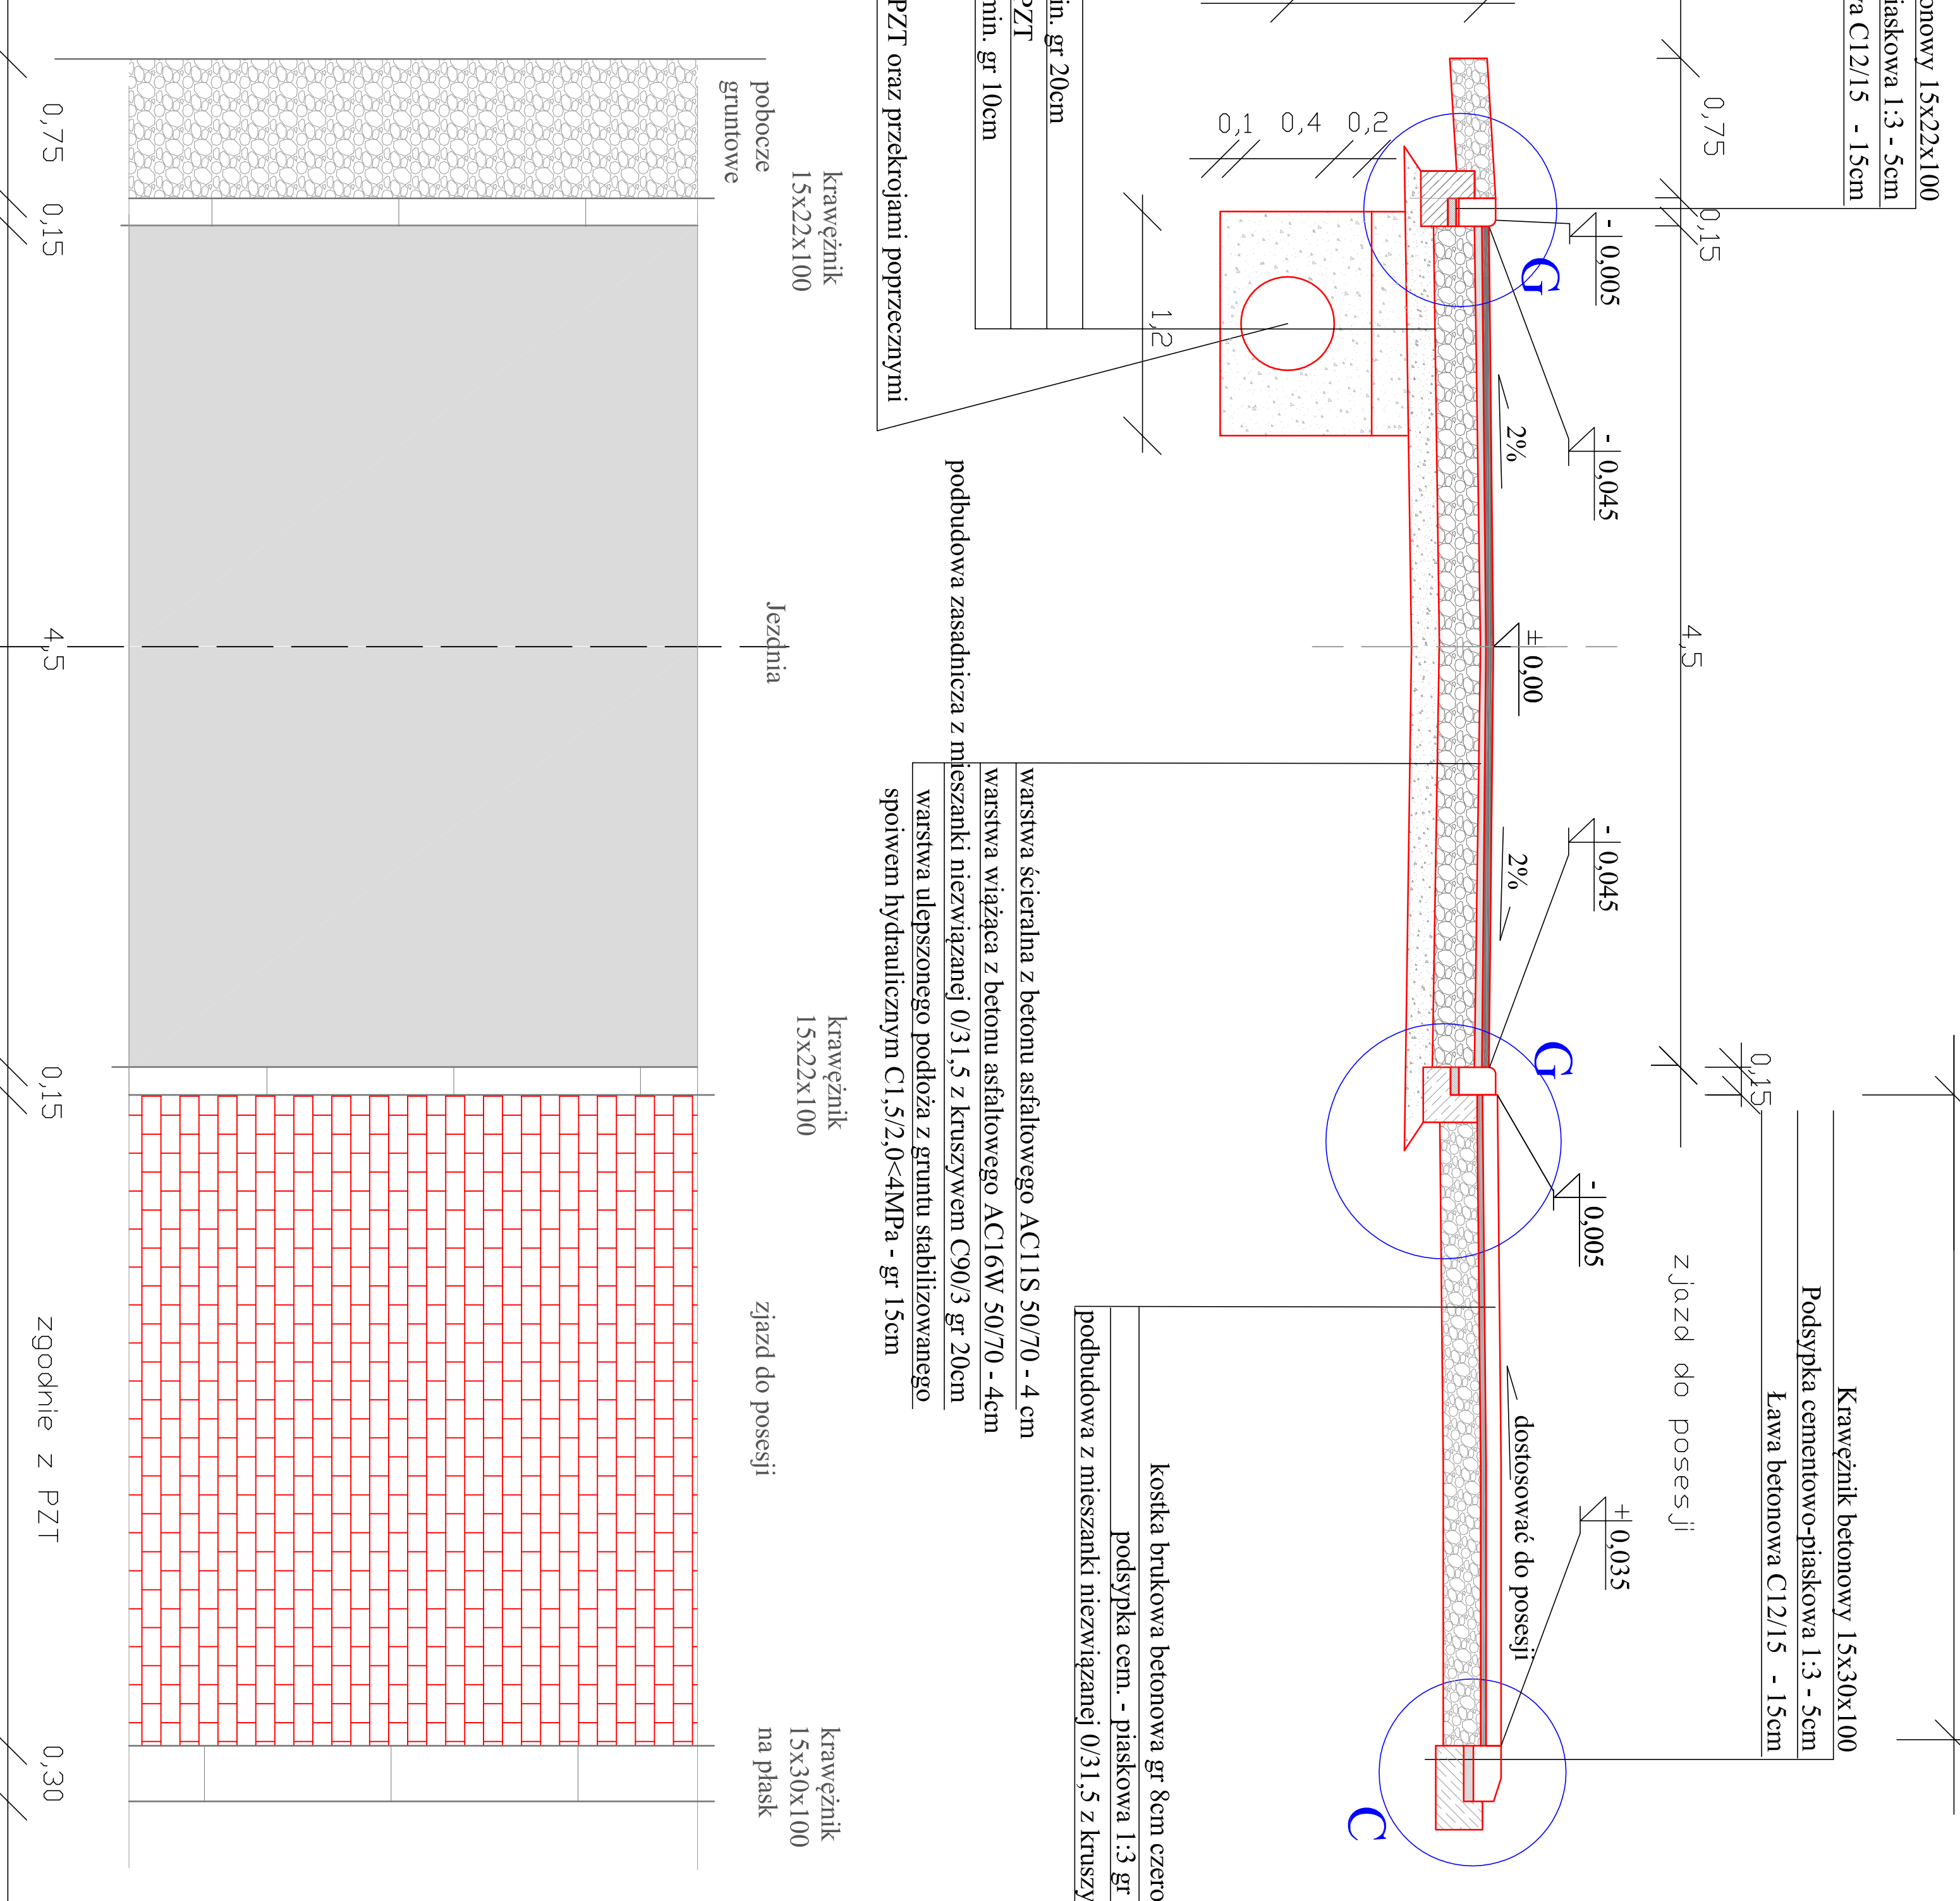 onowy 15x22x100
iaskowa 1:3 - 5cm
a C12/15 - 15cm
0,75
0,15
4,5
0,15
zjazd do posesji
Krawężnik betonowy 15x30x100
Podsypka cementowo-piaskowa 1:3 - 5cm
Ława betonowa C12/15 - 15cm
- 0,005
- 0,045
± 0,00
- 0,045
- 0,005
+ 0,035
G
2%
2%
G
dostosować do posesji
C
0,2
0,4
0,1
1,2
in. gr 20cm
PZT
min. gr 10cm
PZT oraz przekrojami poprzecznymi
warstwa ścieralna z betonu asfaltowego AC11S 50/70 - 4 cm
warstwa wiążąca z betonu asfaltowego AC16W 50/70 - 4cm
podbudowa zasadnicza z mieszanki niezwiązanej 0/31,5 z kruszywem C90/3 gr 20cm
warstwa ulepszonego podłoża z gruntu stabilizowanego
spoiwem hydraulicznym C1,5/2,0<4MPa - gr 15cm
kostka brukowa betonowa gr 8cm czero
podsypka cem. - piaskowa 1:3 gr
podbudowa z mieszanki niezwiązanej 0/31,5 z kruszy
pobocze
gruntowe
krawężnik
15x22x100
Jezdnia
krawężnik
15x22x100
zjazd do posesji
krawężnik
15x30x100
na płask
0,75
0,15
4,5
0,15
zgodnie z PZT
0,30